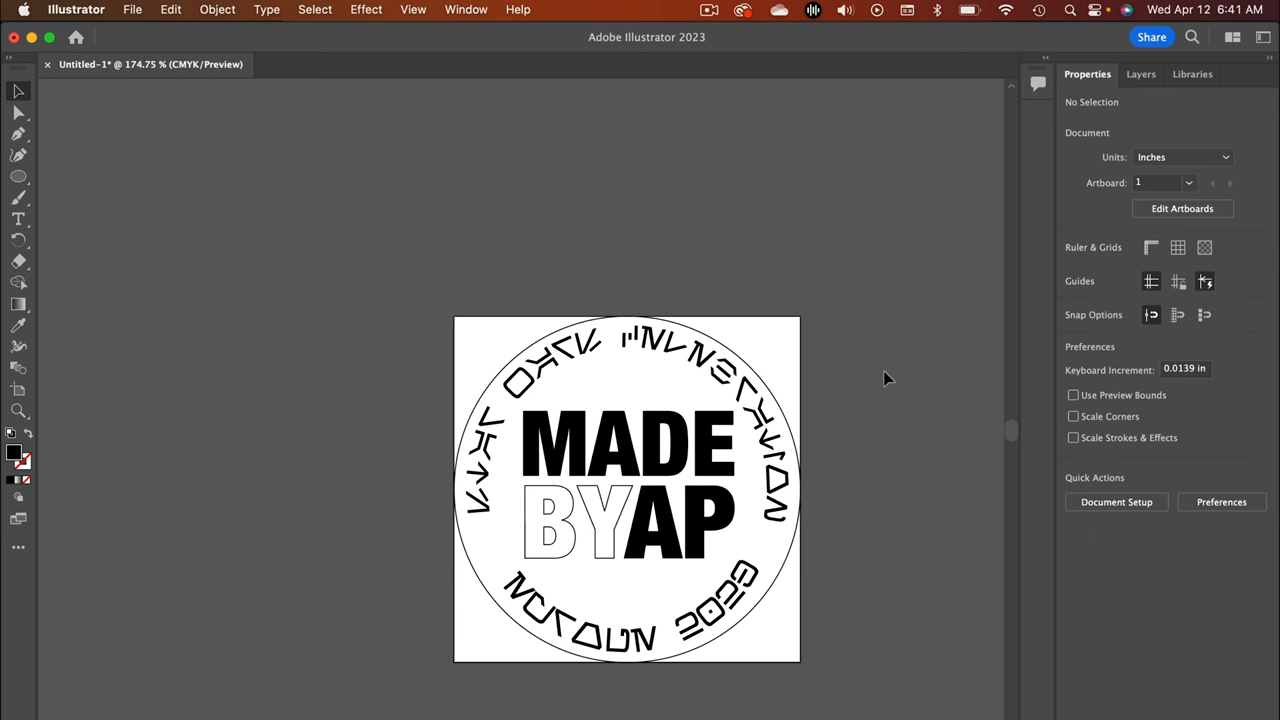 Illustrator File Edit Object Type Select Effect View Window Help Wed Apr 12 6:41 AM
Adobe Illustrator 2023
Share
× Untitled-1* @ 174.75 % (CMYK/Preview)
Properties Layers Libraries
No Selection
Document
Units: Inches
Artboard: 1
Edit Artboards
Ruler & Grids
Guides
Snap Options
Preferences
Keyboard Increment: 0.0139 in
Use Preview Bounds
Scale Corners
Scale Strokes & Effects
Quick Actions
Document Setup Preferences
MADE
BYAP